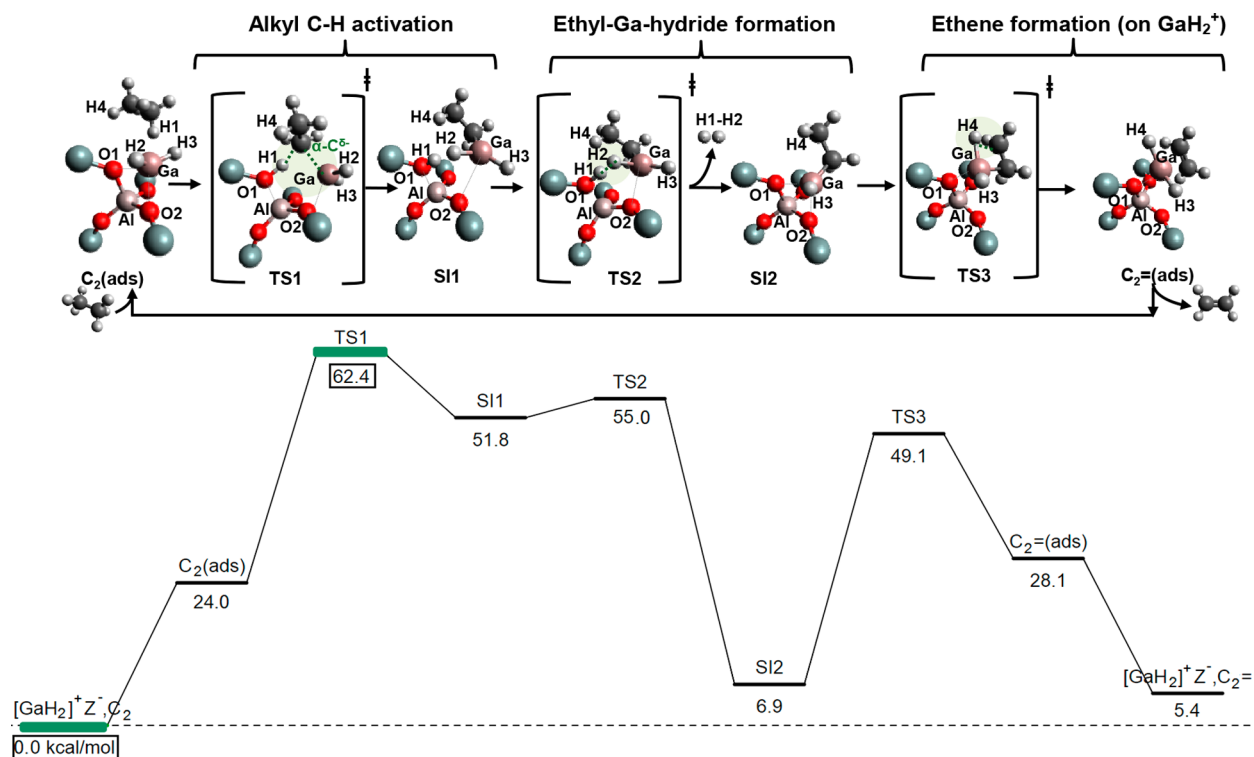 Alkyl C-H activation
Ethyl-Ga-hydride formation
Ethene formation (on GaH₂⁺)
H4
H1
H3
H2
Ga
O1
Al
O2
C₂(ads)
‡
H4
α-C^δ-
H1
H2
O1
Ga
H3
Al
O2
TS1
H4
H2
Ga
H1
H3
O1
Al
O2
SI1
‡
H4
H2
Ga
H1
O1
H3
Al
O2
TS2
H1-H2
Ga
O1
H3
Al
O2
SI2
‡
H4
Ga
O1
H3
Al
O2
TS3
H4
Ga
O1
H3
Al
O2
C₂=(ads)
TS1
62.4
SI1
51.8
TS2
55.0
TS3
49.1
C₂(ads)
24.0
C₂=(ads)
28.1
SI2
6.9
[GaH₂]⁺Z⁻,C₂
0.0 kcal/mol
[GaH₂]⁺Z⁻,C₂=
5.4